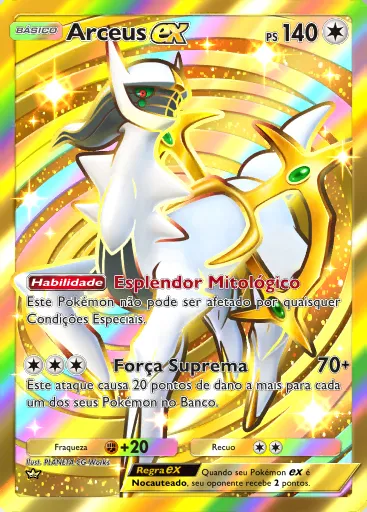 BÁSICO Arceus ex PS 140
Habilidade Esplendor Mitológico
Este Pokémon não pode ser afetado por quaisquer
Condições Especiais.
Força Suprema 70+
Este ataque causa 20 pontos de dano a mais para cada
um dos seus Pokémon no Banco.
Fraqueza +20 Recuo
Ilust. PLANETA CG Works
Regra ex Quando seu Pokémon ex é
Nocauteado, seu oponente recebe 2 pontos.